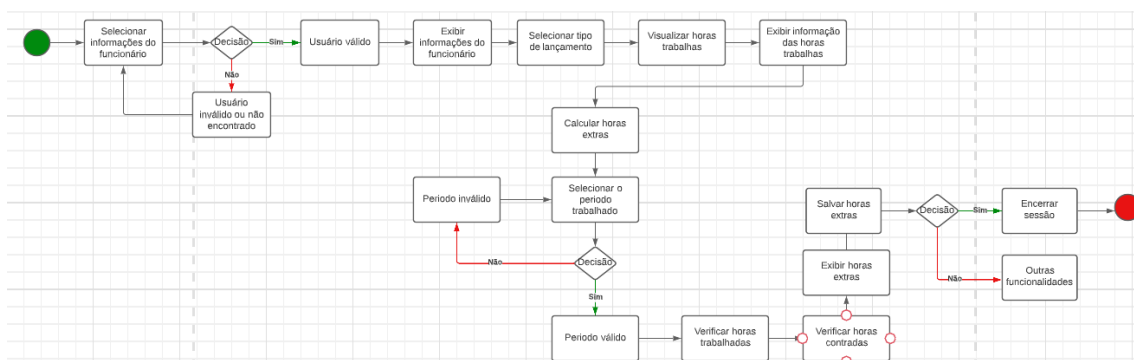 Selecionar
informações do
funcionário
Decisão
Sim
Usuário válido
Exibir
informações do
funcionário
Selecionar tipo
de lançamento
Visualizar horas
trabalhas
Exibir informação
das horas
trabalhas
Não
Usuário
inválido ou não
encontrado
Calcular horas
extras
Periodo inválido
Selecionar o
periodo
trabalhado
Decisão
Não
Sim
Periodo válido
Verificar horas
trabalhadas
Verificar horas
contradas
Exibir horas
extras
Salvar horas
extras
Decisão
Sim
Encerrar
sessão
Não
Outras
funcionalidades